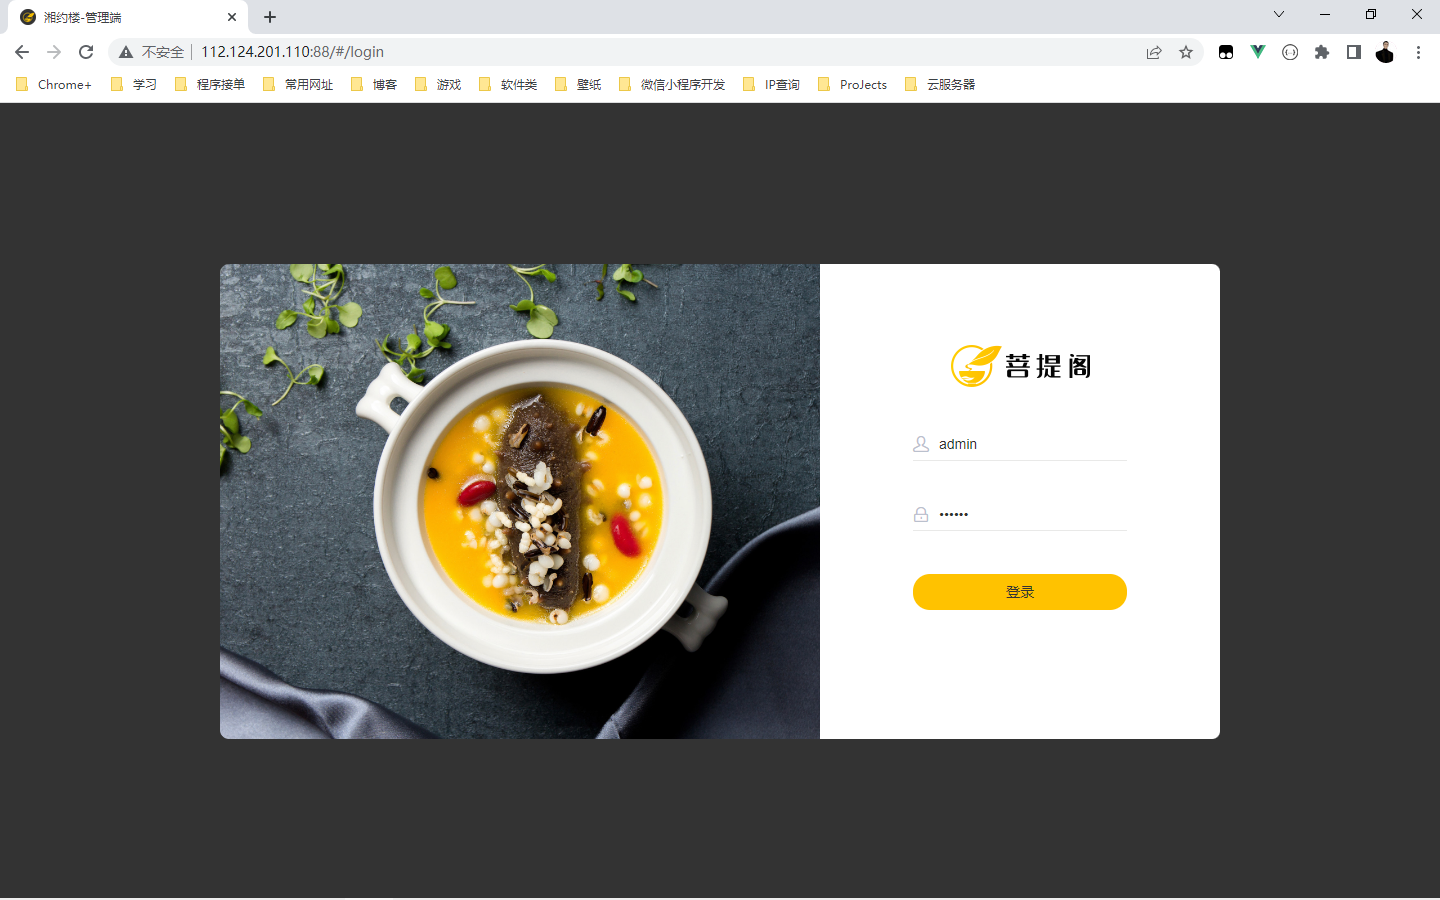 湘约楼-管理端
不安全 112.124.201.110:88/#/login
Chrome+ 学习 程序接单 常用网址 博客 游戏 软件类 壁纸 微信小程序开发 IP查询 ProJects 云服务器
菩提阁
admin
••••••
登录